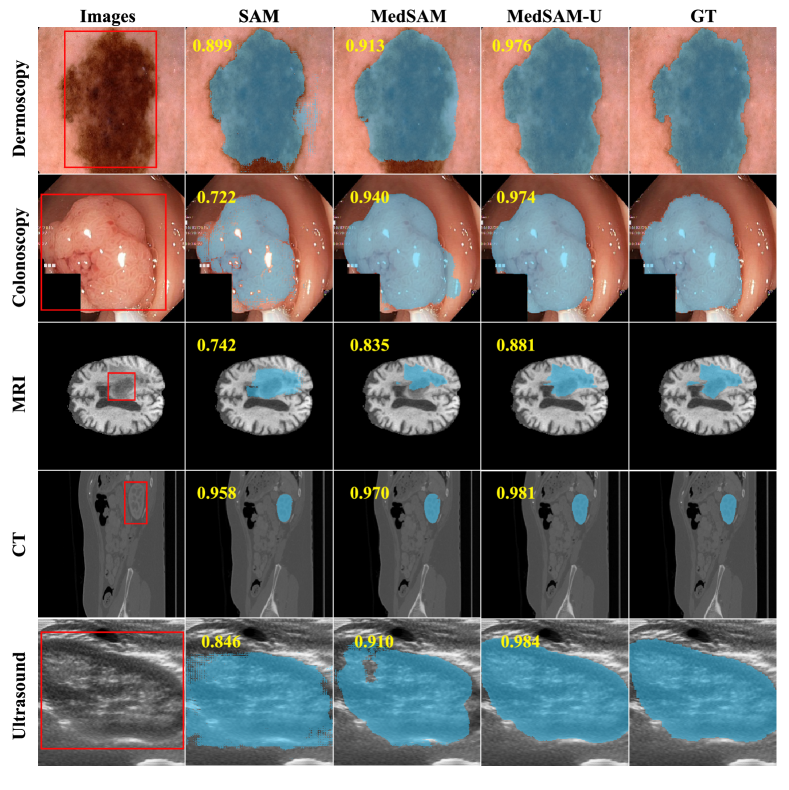 Images SAM MedSAM MedSAM-U GT
Dermoscopy 0.899 0.913 0.976
Colonoscopy 0.722 0.940 0.974
MRI 0.742 0.835 0.881
CT 0.958 0.970 0.981
Ultrasound 0.846 0.910 0.984